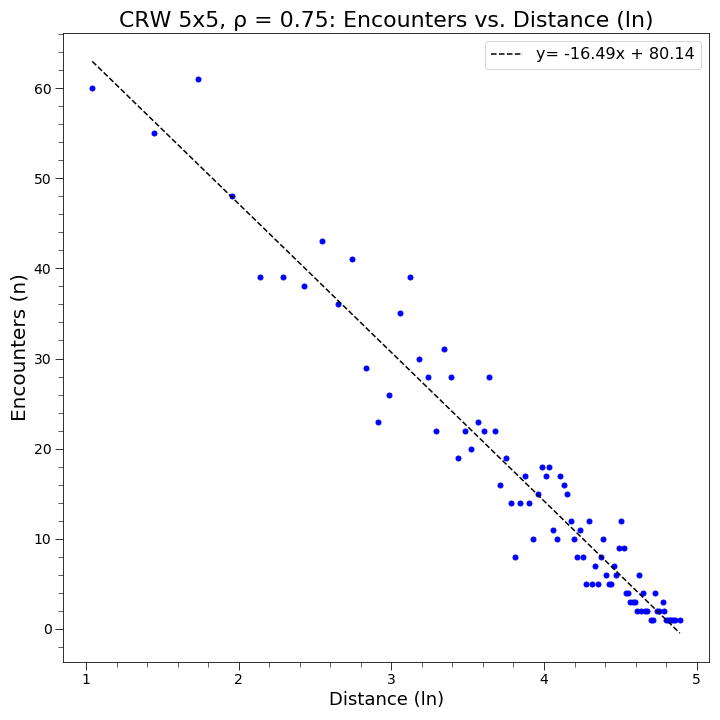 CRW 5x5, ρ = 0.75: Encounters vs. Distance (ln)
y= -16.49x + 80.14
Encounters (n)
60
50
40
30
20
10
0
1 2 3 4 5
Distance (ln)